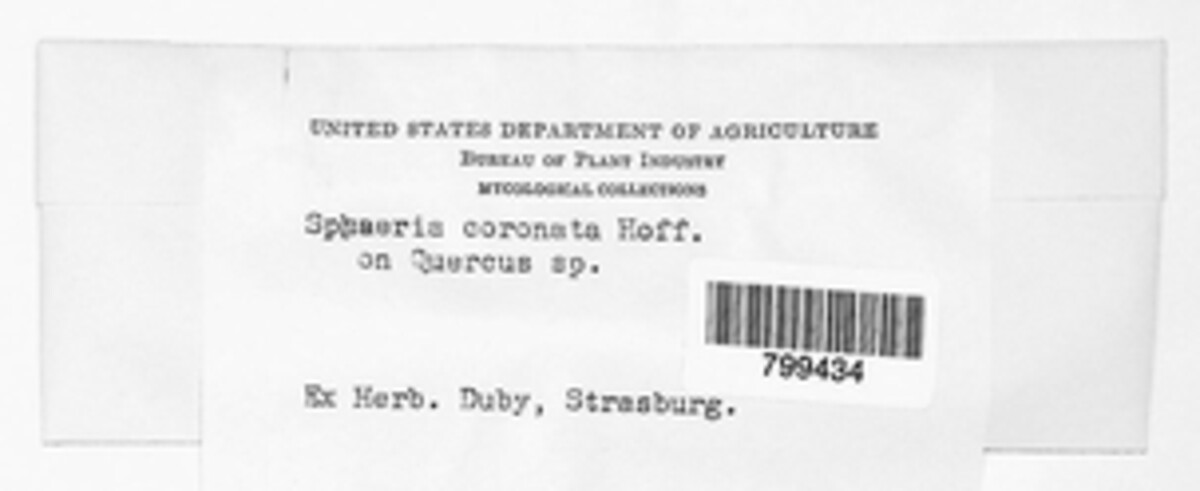 UNITED STATES DEPARTMENT OF AGRICULTURE
BUREAU OF PLANT INDUSTRY
MYCOLOGICAL COLLECTIONS
Sphaeria coronata Hoff.
on Quercus sp.
799434
Ex Herb. Duby, Strasburg.